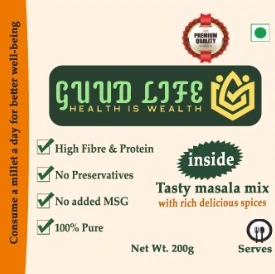 PREMIUM
QUALITY
GUUD LIFE
HEALTH IS WEALTH
Consume a millet a day for better well-being
High Fibre & Protein
No Preservatives
No added MSG
100% Pure
inside
Tasty masala mix
with rich delicious spices
Net Wt. 200g
Serves